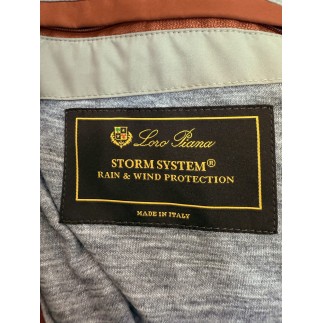 Loro Piana
STORM SYSTEM®
RAIN & WIND PROTECTION
MADE IN ITALY